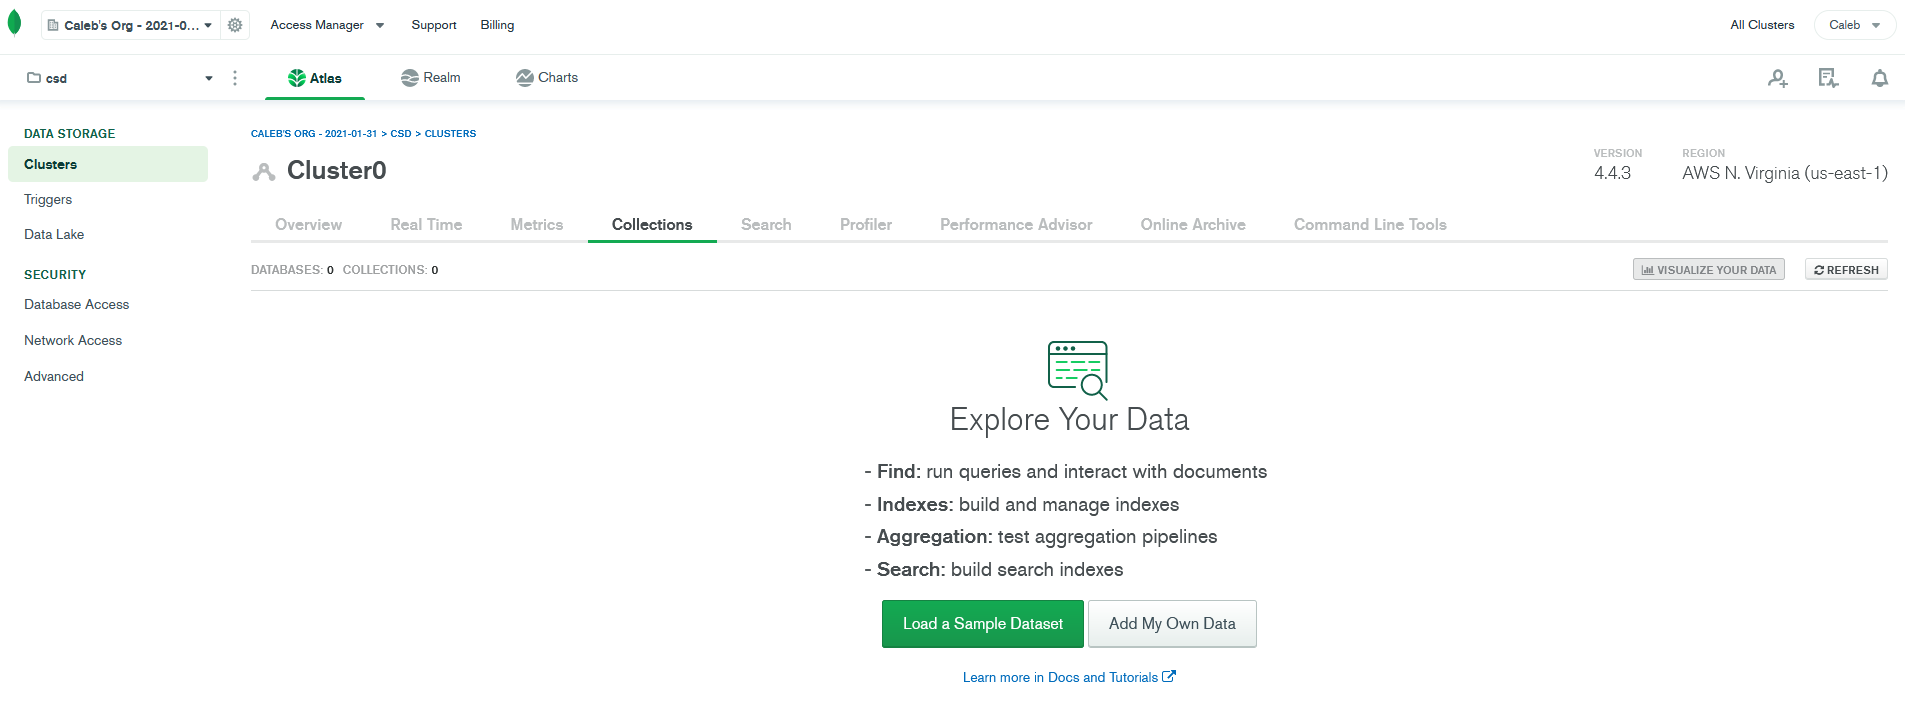 Caleb's Org - 2021-0... Access Manager Support Billing All Clusters Caleb
csd Atlas Realm Charts
DATA STORAGE
Clusters
Triggers
Data Lake
SECURITY
Database Access
Network Access
Advanced
CALEB'S ORG - 2021-01-31 > CSD > CLUSTERS
Cluster0
VERSION
4.4.3
REGION
AWS N. Virginia (us-east-1)
Overview Real Time Metrics Collections Search Profiler Performance Advisor Online Archive Command Line Tools
DATABASES: 0 COLLECTIONS: 0 VISUALIZE YOUR DATA REFRESH
Explore Your Data
- Find: run queries and interact with documents
- Indexes: build and manage indexes
- Aggregation: test aggregation pipelines
- Search: build search indexes
Load a Sample Dataset Add My Own Data
Learn more in Docs and Tutorials